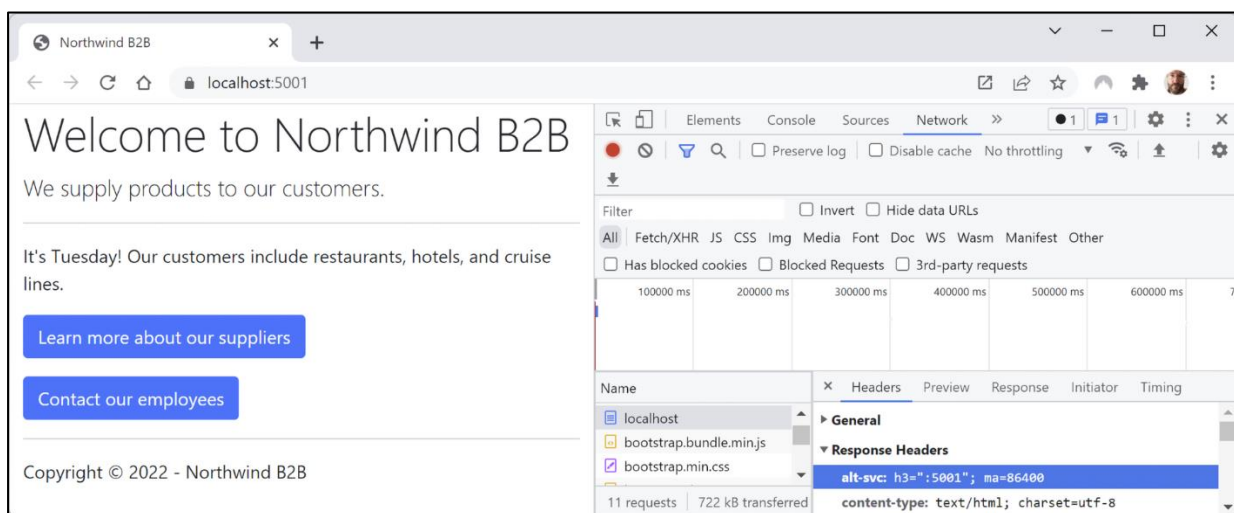 Northwind B2B
localhost:5001
Welcome to Northwind B2B
We supply products to our customers.
It's Tuesday! Our customers include restaurants, hotels, and cruise
lines.
Learn more about our suppliers
Contact our employees
Copyright © 2022 - Northwind B2B
Elements Console Sources Network » 1 1
Preserve log Disable cache No throttling
Filter Invert Hide data URLs
All Fetch/XHR JS CSS Img Media Font Doc WS Wasm Manifest Other
Has blocked cookies Blocked Requests 3rd-party requests
100000 ms 200000 ms 300000 ms 400000 ms 500000 ms 600000 ms 7
Name
localhost
bootstrap.bundle.min.js
bootstrap.min.css
11 requests 722 kB transferred
Headers Preview Response Initiator Timing
General
Response Headers
alt-svc: h3=":5001"; ma=86400
content-type: text/html; charset=utf-8